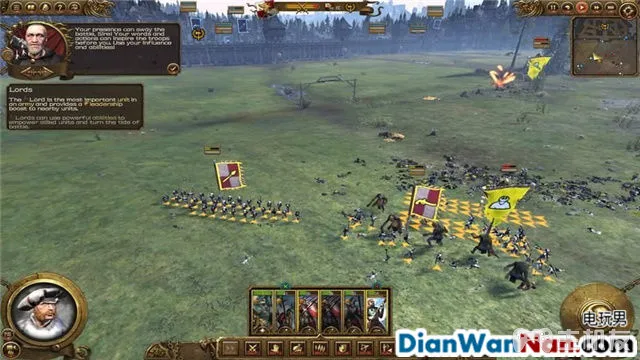 Your presence can sway the
battle, Sire! Your words and
actions can inspire the troops
before you. Use your influence
and abilities!
Lords
The Lord is the most important unit in
an army and provides a leadership
boost to nearby units.
Lords can use powerful abilities to
empower allied units and turn the tide of
battle.
电玩男
DianWanNan.com